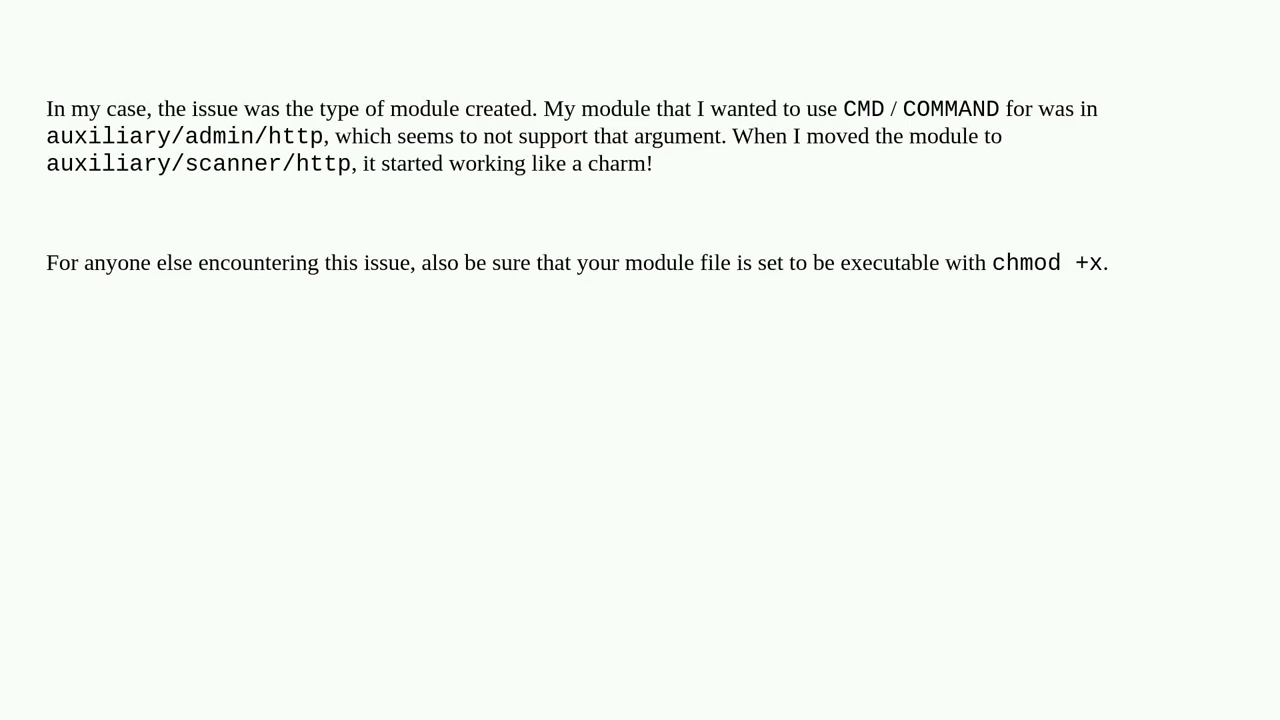 In my case, the issue was the type of module created. My module that I wanted to use CMD / COMMAND for was in
auxiliary/admin/http, which seems to not support that argument. When I moved the module to
auxiliary/scanner/http, it started working like a charm!
For anyone else encountering this issue, also be sure that your module file is set to be executable with chmod +x.